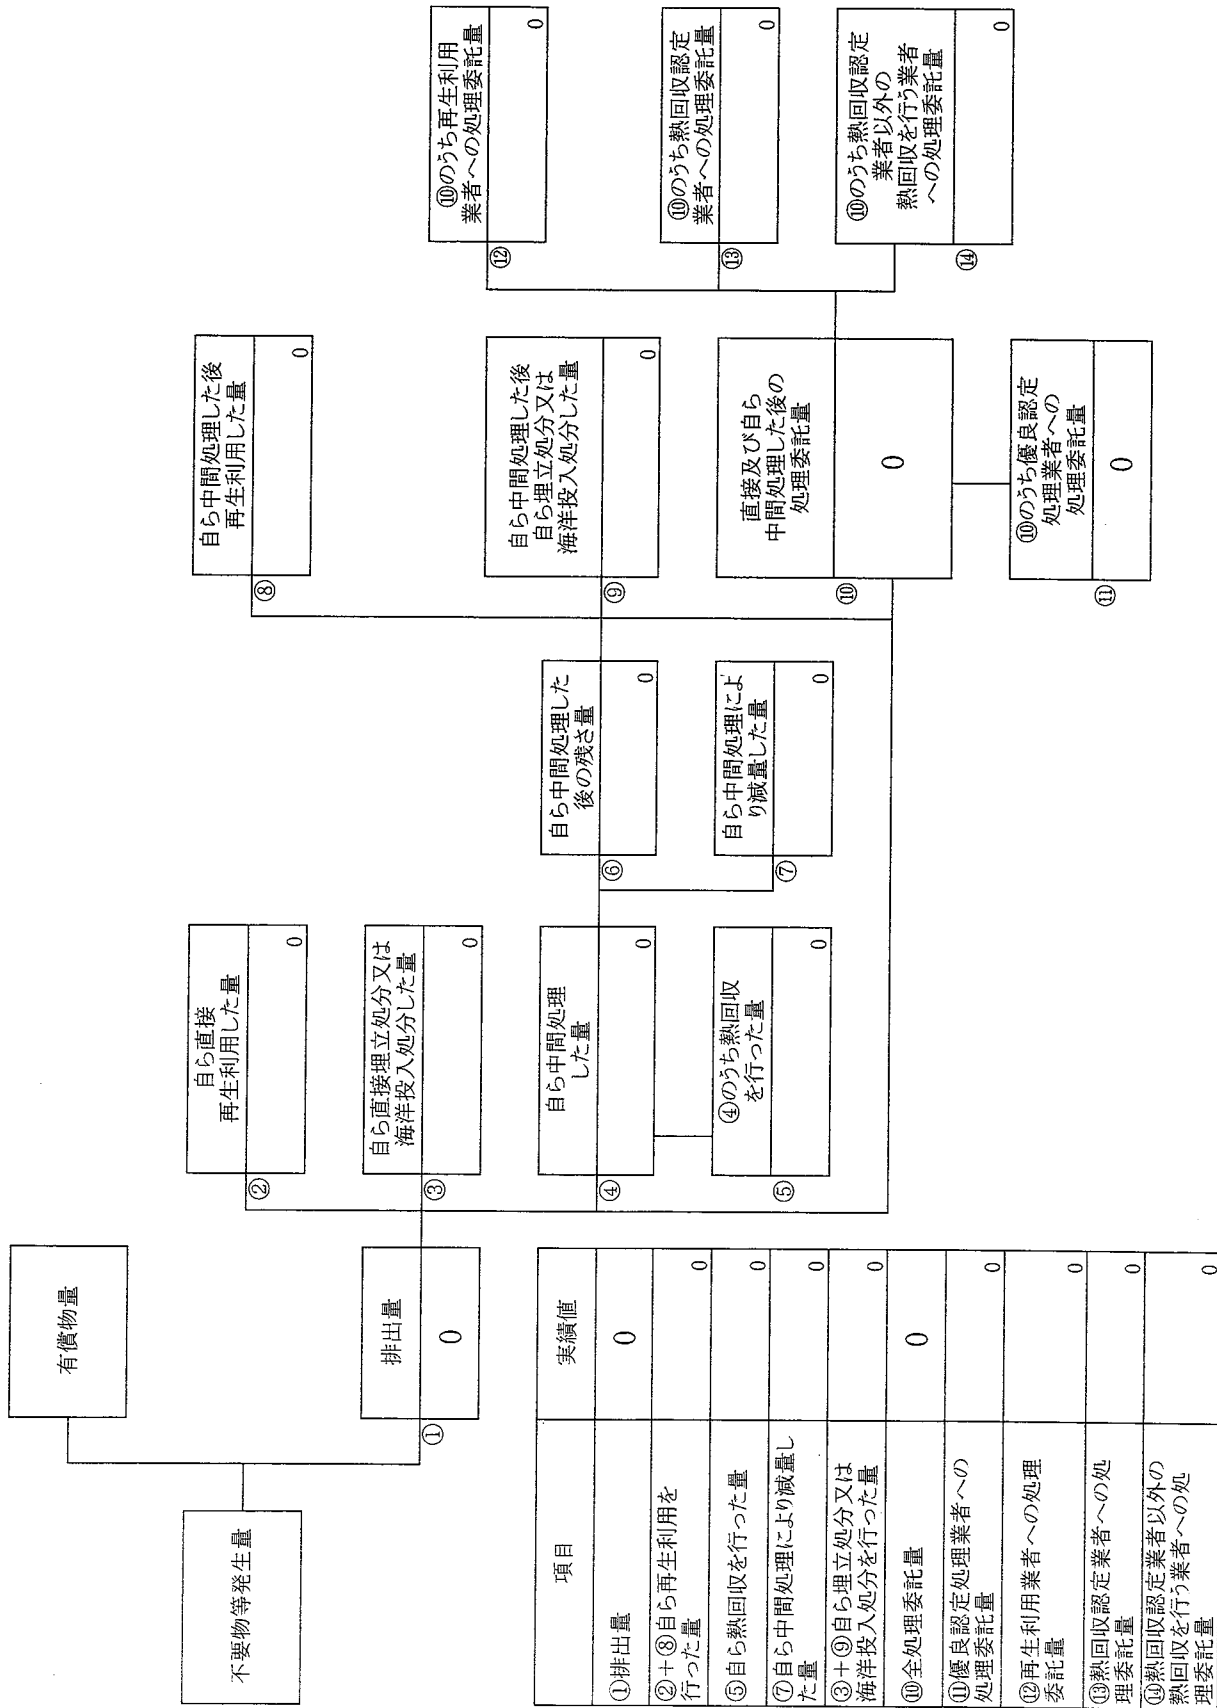 不要物等発生量
有償物量
①
排出量
0
②
自ら直接
再生利用した量
0
③
自ら直接埋立処分又は
海洋投入処分した量
0
④
自ら中間処理
した量
0
⑤
④のうち熱回収
を行った量
0
⑥
自ら中間処理した
後の残さ量
0
⑦
自ら中間処理によ
り減量した量
0
⑧
自ら中間処理した後
再生利用した量
0
⑨
自ら中間処理した後
自ら埋立処分又は
海洋投入処分した量
0
⑩
直接及び自ら
中間処理した後の
処理委託量
0
⑪
⑩のうち優良認定
処理業者への
処理委託量
0
⑫
⑩のうち再生利用
業者への処理委託量
0
⑬
⑩のうち熱回収認定
業者への処理委託量
0
⑭
⑩のうち熱回収認定
業者以外の
熱回収を行う業者
への処理委託量
0
項目
実績値
①排出量
0
②+⑧自ら再生利用を
行った量
0
⑤自ら熱回収を行った量
0
⑦自ら中間処理により減量し
た量
0
③+⑨自ら埋立処分又は
海洋投入処分を行った量
0
⑩全処理委託量
0
⑪優良認定処理業者への
処理委託量
0
⑫再生利用業者への処理
委託量
0
⑬熱回収認定業者への処
理委託量
0
⑭熱回収認定業者以外の
熱回収を行う業者への処
理委託量
0